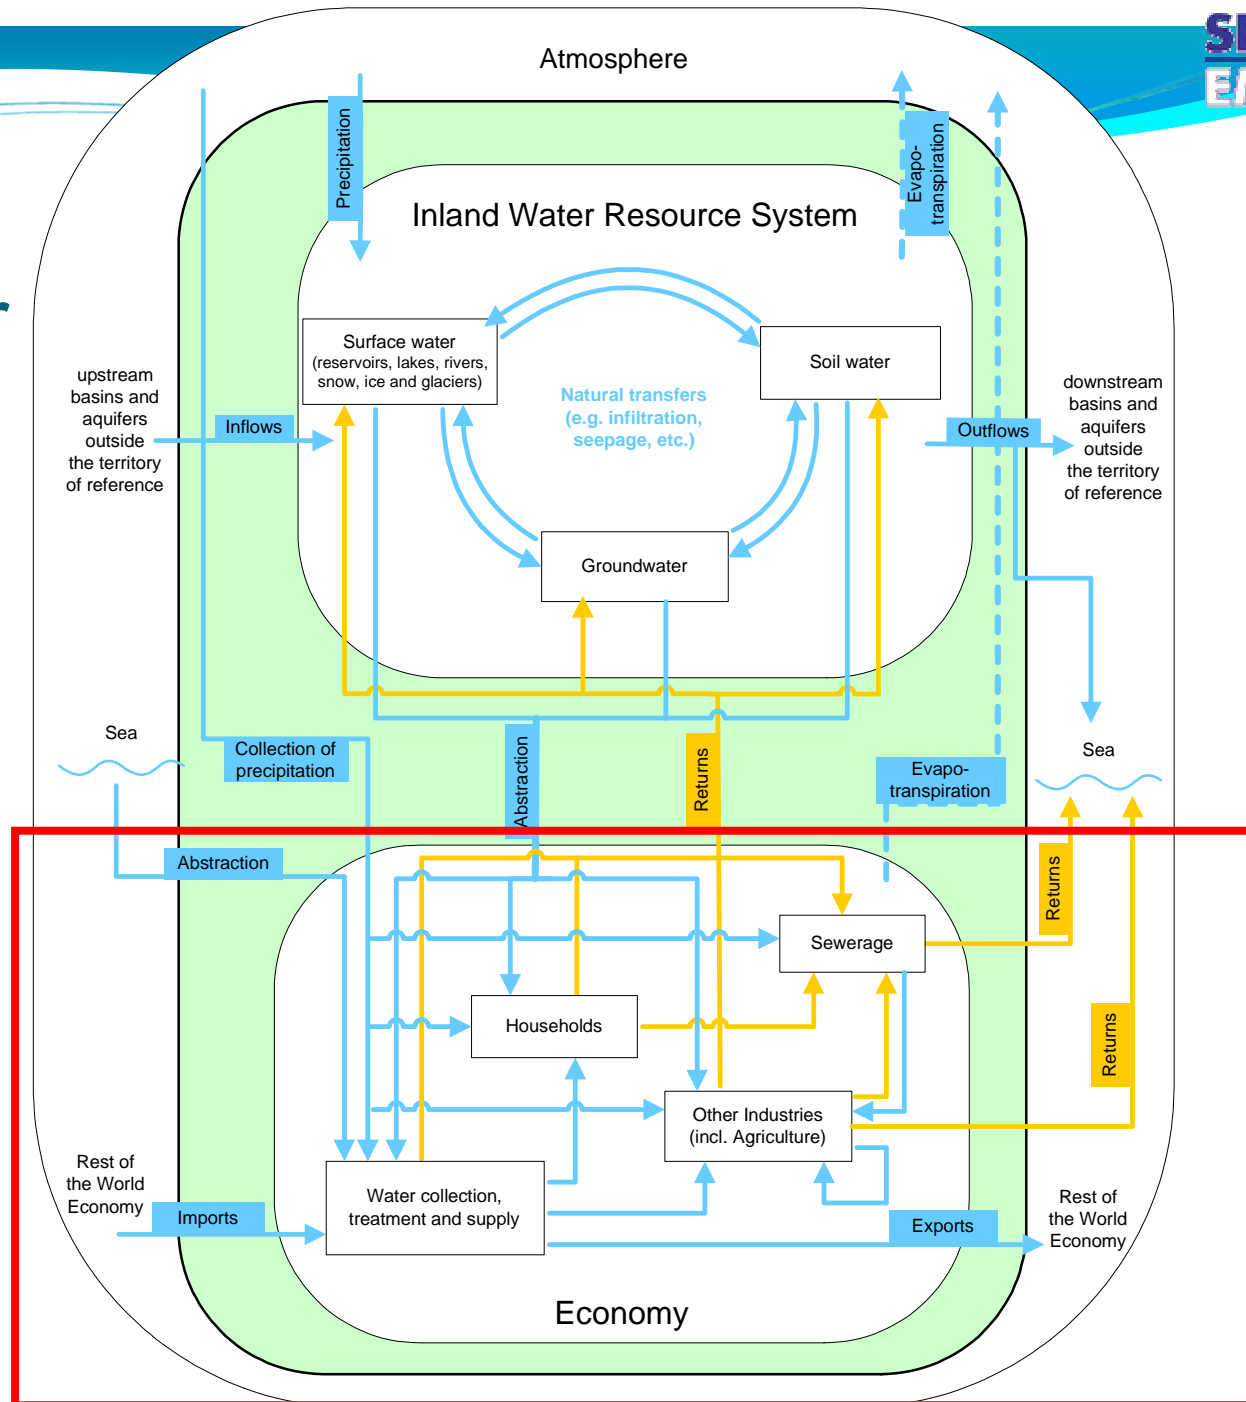 Atmosphere
Precipitation
Evapo-
transpiration
Inland Water Resource System
Surface water
(reservoirs, lakes, rivers,
snow, ice and glaciers)
Soil water
upstream
basins and
aquifers
outside
the territory
of reference
Inflows
Natural transfers
(e.g. infiltration,
seepage, etc.)
Outflows
downstream
basins and
aquifers
outside
the territory
of reference
Groundwater
Sea
Collection of
precipitation
Abstraction
Returns
Evapo-
transpiration
Sea
Abstraction
Returns
Sewerage
Households
Returns
Other Industries
(incl. Agriculture)
Rest of
the World
Economy
Imports
Water collection,
treatment and supply
Exports
Rest of
the World
Economy
Economy